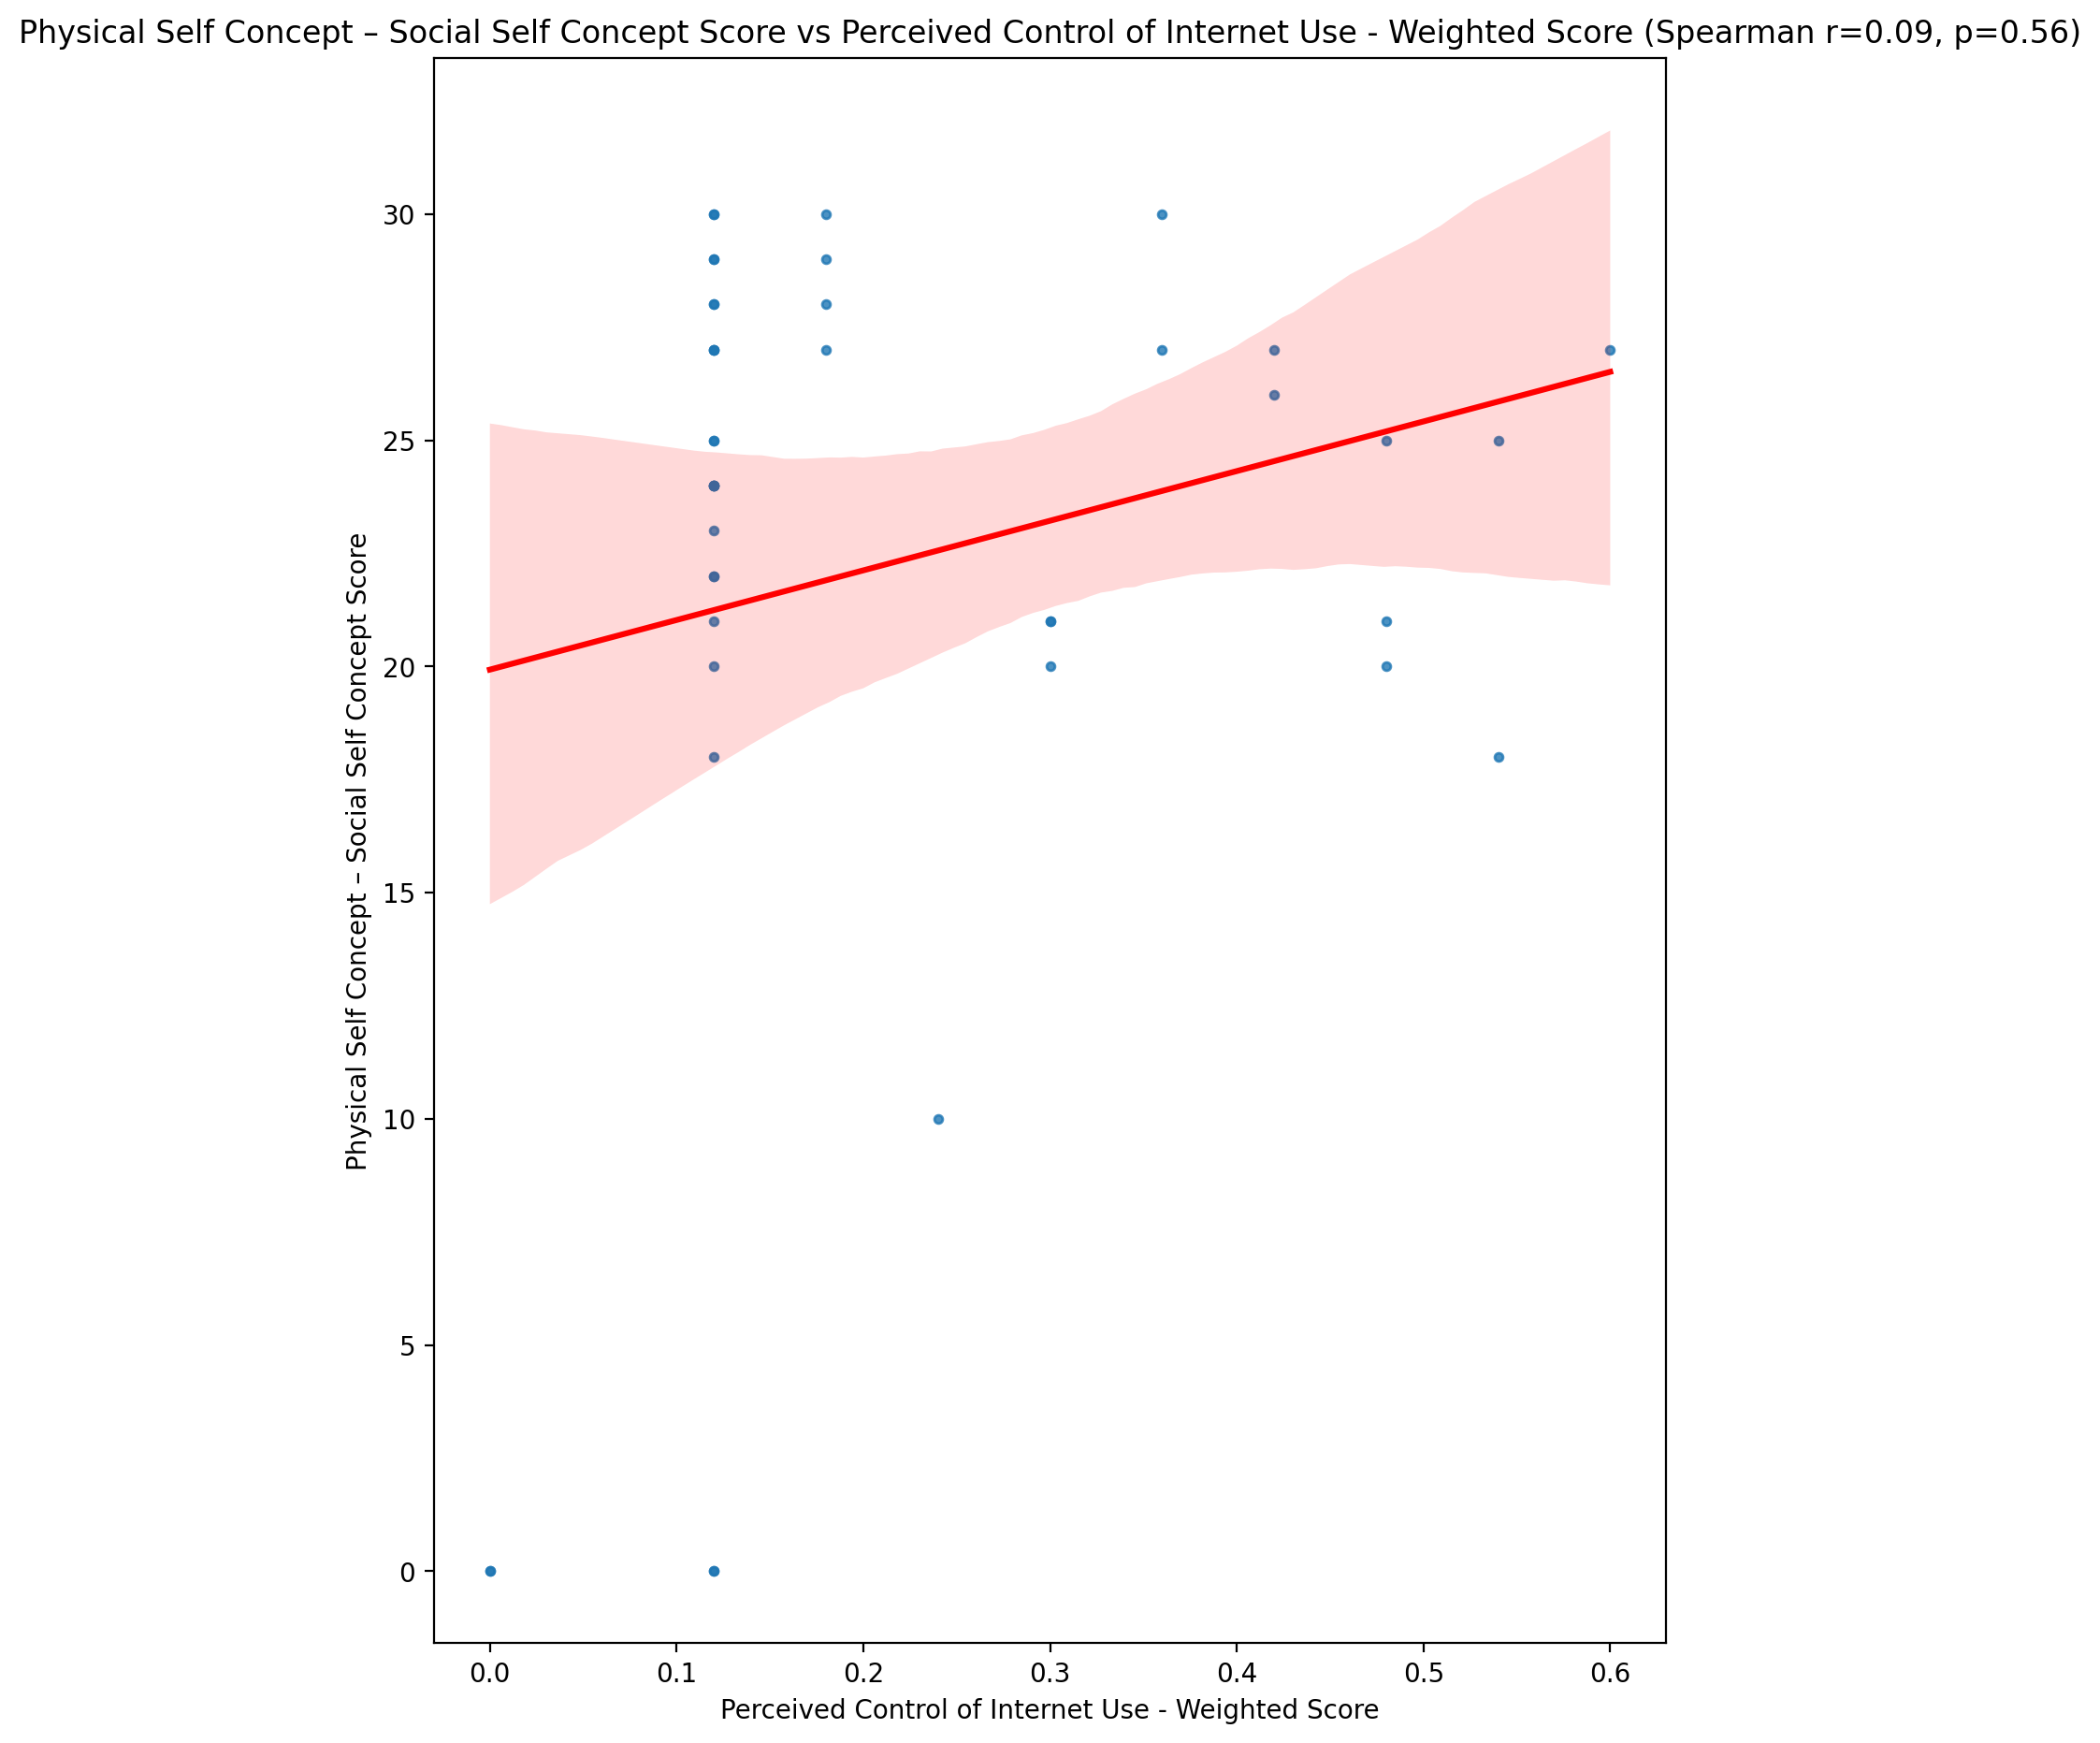 Physical Self Concept – Social Self Concept Score vs Perceived Control of Internet Use - Weighted Score (Spearman r=0.09, p=0.56)
Physical Self Concept – Social Self Concept Score
30
25
20
15
10
5
0
0.0 0.1 0.2 0.3 0.4 0.5 0.6
Perceived Control of Internet Use - Weighted Score